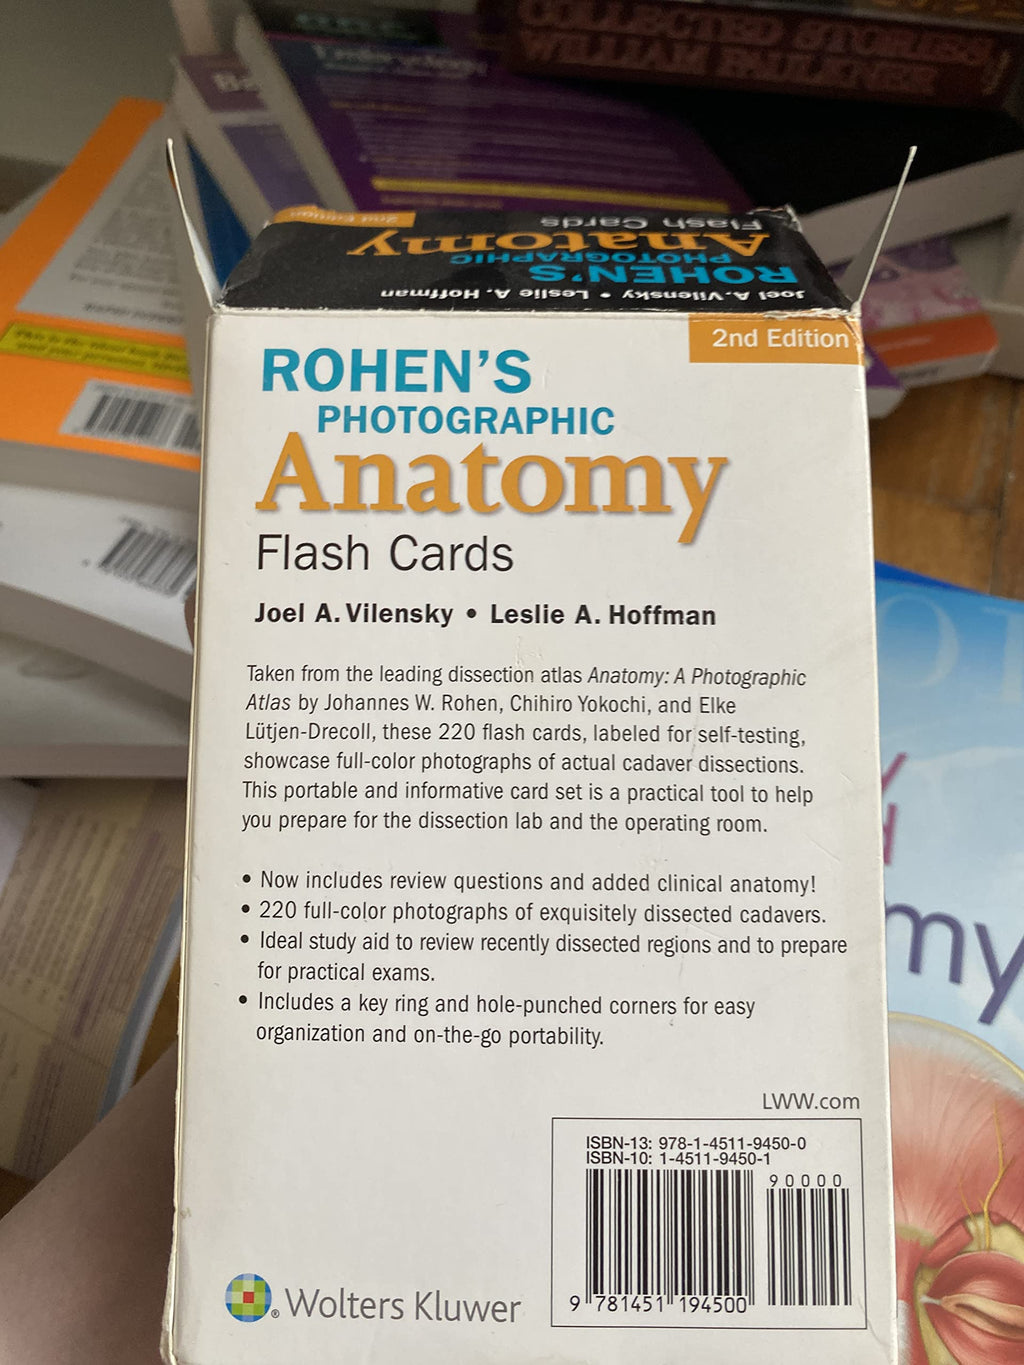 COLLECTED STORIES
WILLIAM FAULKNER
2nd Edition
Flash Cards
Anatomy
PHOTOGRAPHIC
ROHEN'S
Joel A. Vilensky • Leslie A. Hoffman
2nd Edition
ROHEN'S
PHOTOGRAPHIC
Anatomy
Flash Cards
Joel A. Vilensky • Leslie A. Hoffman
Taken from the leading dissection atlas Anatomy: A Photographic
Atlas by Johannes W. Rohen, Chihiro Yokochi, and Elke
Lütjen-Drecoll, these 220 flash cards, labeled for self-testing,
showcase full-color photographs of actual cadaver dissections.
This portable and informative card set is a practical tool to help
you prepare for the dissection lab and the operating room.
• Now includes review questions and added clinical anatomy!
• 220 full-color photographs of exquisitely dissected cadavers.
• Ideal study aid to review recently dissected regions and to prepare
for practical exams.
• Includes a key ring and hole-punched corners for easy
organization and on-the-go portability.
LWW.com
ISBN-13: 978-1-4511-9450-0
ISBN-10: 1-4511-9450-1
90000
9 781451 194500
Wolters Kluwer
my